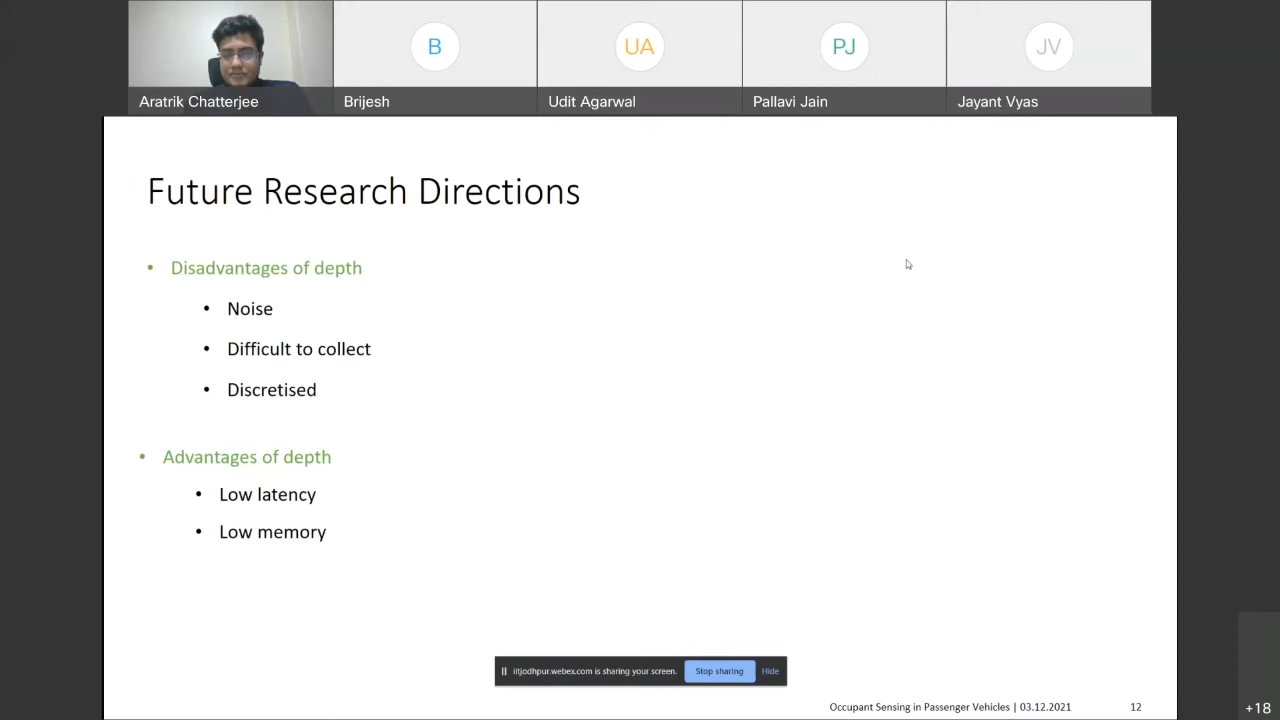 B
UA
PJ
JV
Aratrik Chatterjee
Brijesh
Udit Agarwal
Pallavi Jain
Jayant Vyas
Future Research Directions
• Disadvantages of depth
• Noise
• Difficult to collect
• Discretised
• Advantages of depth
• Low latency
• Low memory
iitjodhpur.webex.com is sharing your screen.
Stop sharing
Hide
Occupant Sensing in Passenger Vehicles | 03.12.2021
12
+18